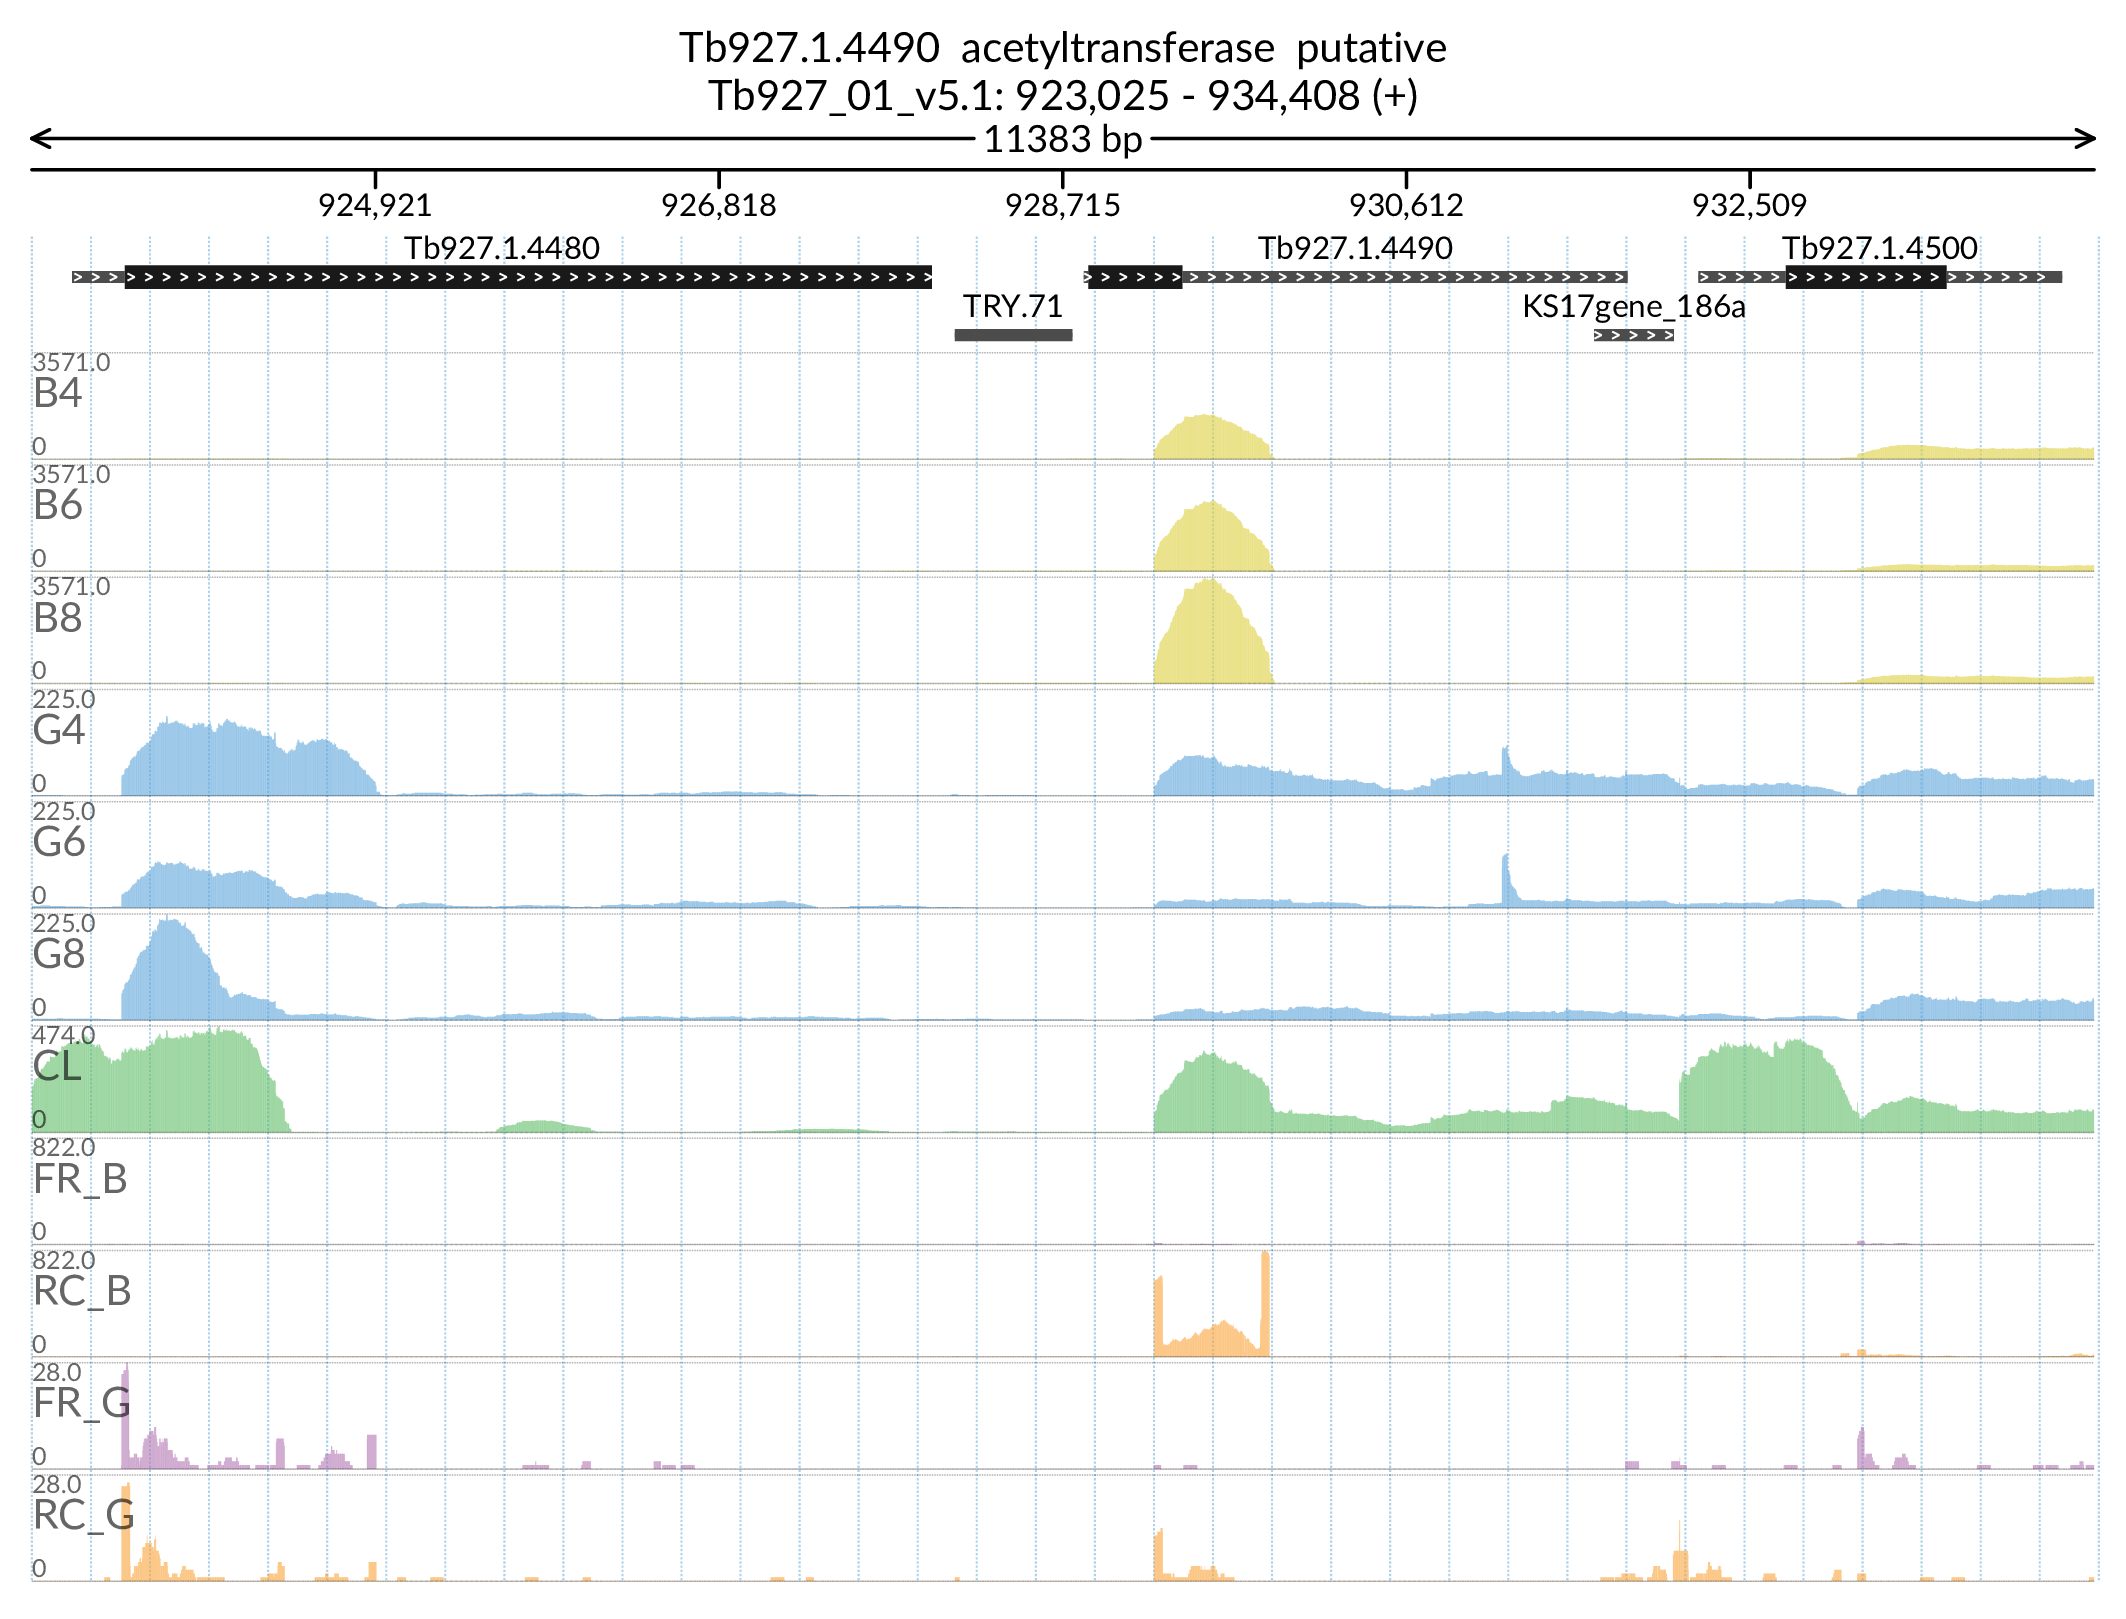 Tb927.1.4490 acetyltransferase putative
Tb927_01_v5.1: 923,025 - 934,408 (+)
11383 bp
924,921 926,818 928,715 930,612 932,509
Tb927.1.4480 Tb927.1.4490 Tb927.1.4500
TRY.71 KS17gene_186a
3571.0
B4
0
3571.0
B6
0
3571.0
B8
0
225.0
G4
0
225.0
G6
0
225.0
G8
0
474.0
CL
0
822.0
FR_B
0
822.0
RC_B
0
28.0
FR_G
0
28.0
RC_G
0